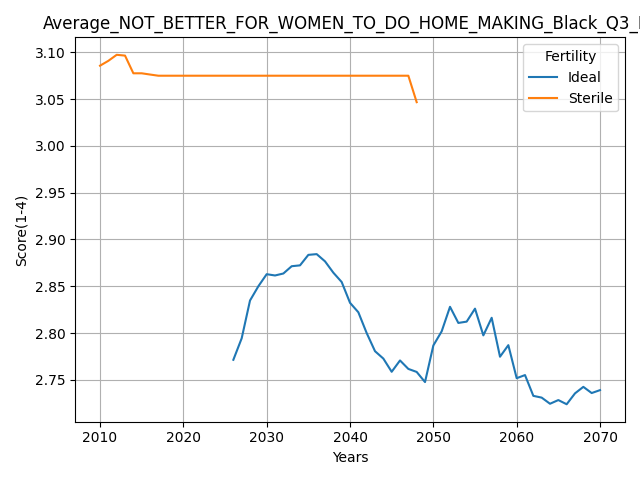 Average_NOT_BETTER_FOR_WOMEN_TO_DO_HOME_MAKING_Black_Q3_
Fertility
Ideal
Sterile
3.10
3.05
3.00
2.95
2.90
2.85
2.80
2.75
Score(1-4)
2010 2020 2030 2040 2050 2060 2070
Years